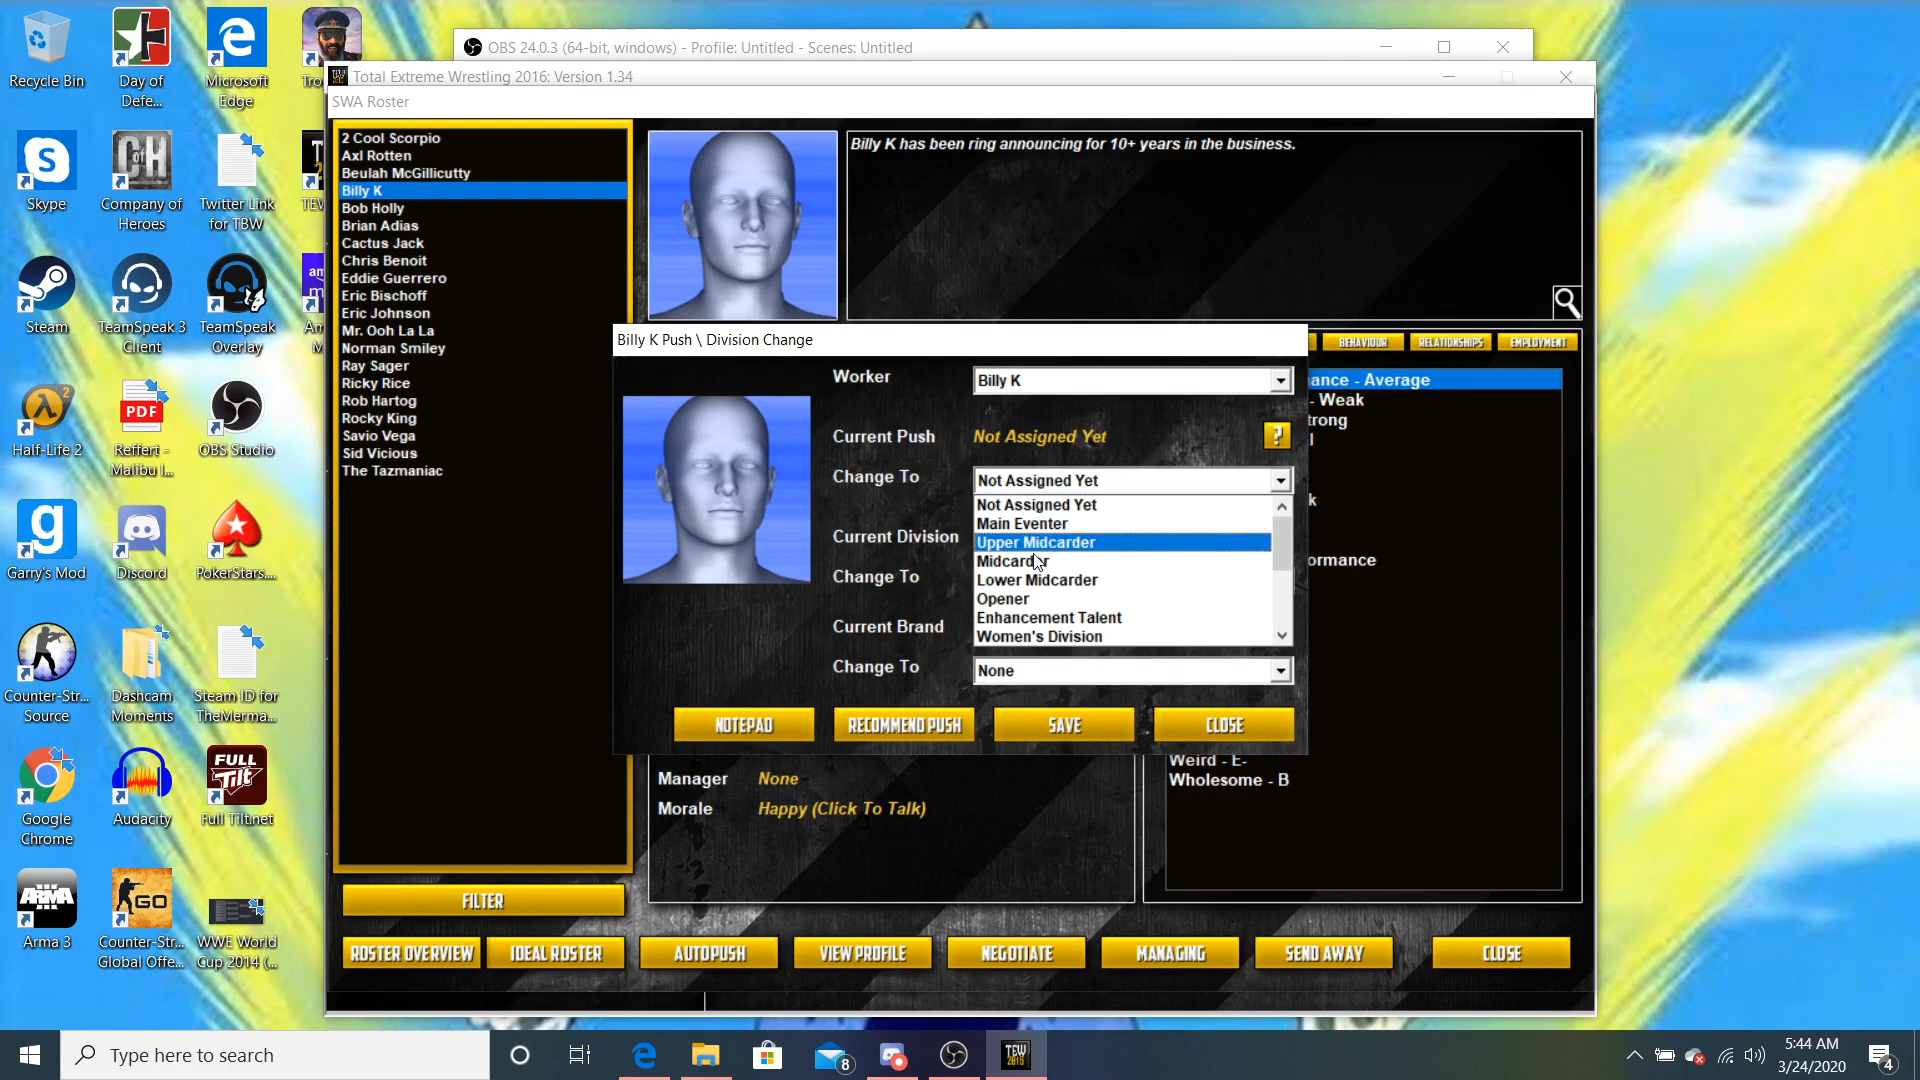 Recycle Bin
Day of
Defe...
Microsoft
Edge
Tro
Skype
Company of
Heroes
Twitter Link
for TBW
TEW
Steam
TeamSpeak 3
Client
TeamSpeak
Overlay
Half-Life 2
PDF
Reffert -
Malibu I...
OBS Studio
Garry's Mod
Discord
PokerStars....
Counter-Str...
Source
Dashcam
Moments
Steam ID for
TheMerma...
Google
Chrome
Audacity
FULL
TiLT
Full Tilt.net
ARMA
Arma 3
GO
Counter-Str...
Global Offe...
WWE World
Cup 2014 (...
OBS 24.0.3 (64-bit, windows) - Profile: Untitled - Scenes: Untitled
Total Extreme Wrestling 2016: Version 1.34
SWA Roster
2 Cool Scorpio
Axl Rotten
Beulah McGillicutty
Billy K
Bob Holly
Brian Adias
Cactus Jack
Chris Benoit
Eddie Guerrero
Eric Bischoff
Eric Johnson
Mr. Ooh La La
Norman Smiley
Ray Sager
Ricky Rice
Rob Hartog
Rocky King
Savio Vega
Sid Vicious
The Tazmaniac
Billy K has been ring announcing for 10+ years in the business.
BEHAVIOUR
RELATIONSHIPS
EMPLOYMENT
ance - Average
- Weak
trong
ormance
Weird - E-
Wholesome - B
Billy K Push \ Division Change
Worker
Billy K
Current Push
Not Assigned Yet
?
Change To
Not Assigned Yet
Not Assigned Yet
Main Eventer
Upper Midcarder
Midcarder
Lower Midcarder
Opener
Enhancement Talent
Women's Division
Current Division
Change To
Current Brand
Change To
None
NOTEPAD
RECOMMEND PUSH
SAVE
CLOSE
Manager
None
Morale
Happy (Click To Talk)
FILTER
ROSTER OVERVIEW
IDEAL ROSTER
AUTOPUSH
VIEW PROFILE
NEGOTIATE
MANAGING
SEND AWAY
CLOSE
Type here to search
8
TEW
2016
5:44 AM
3/24/2020
4